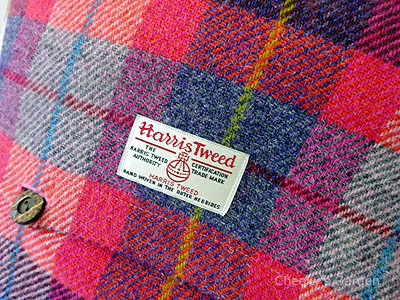 Harris Tweed
THE HARRIS TWEED AUTHORITY
CERTIFICATION TRADE MARK
HARRIS TWEED
HAND WOVEN IN THE OUTER HEBRIDES